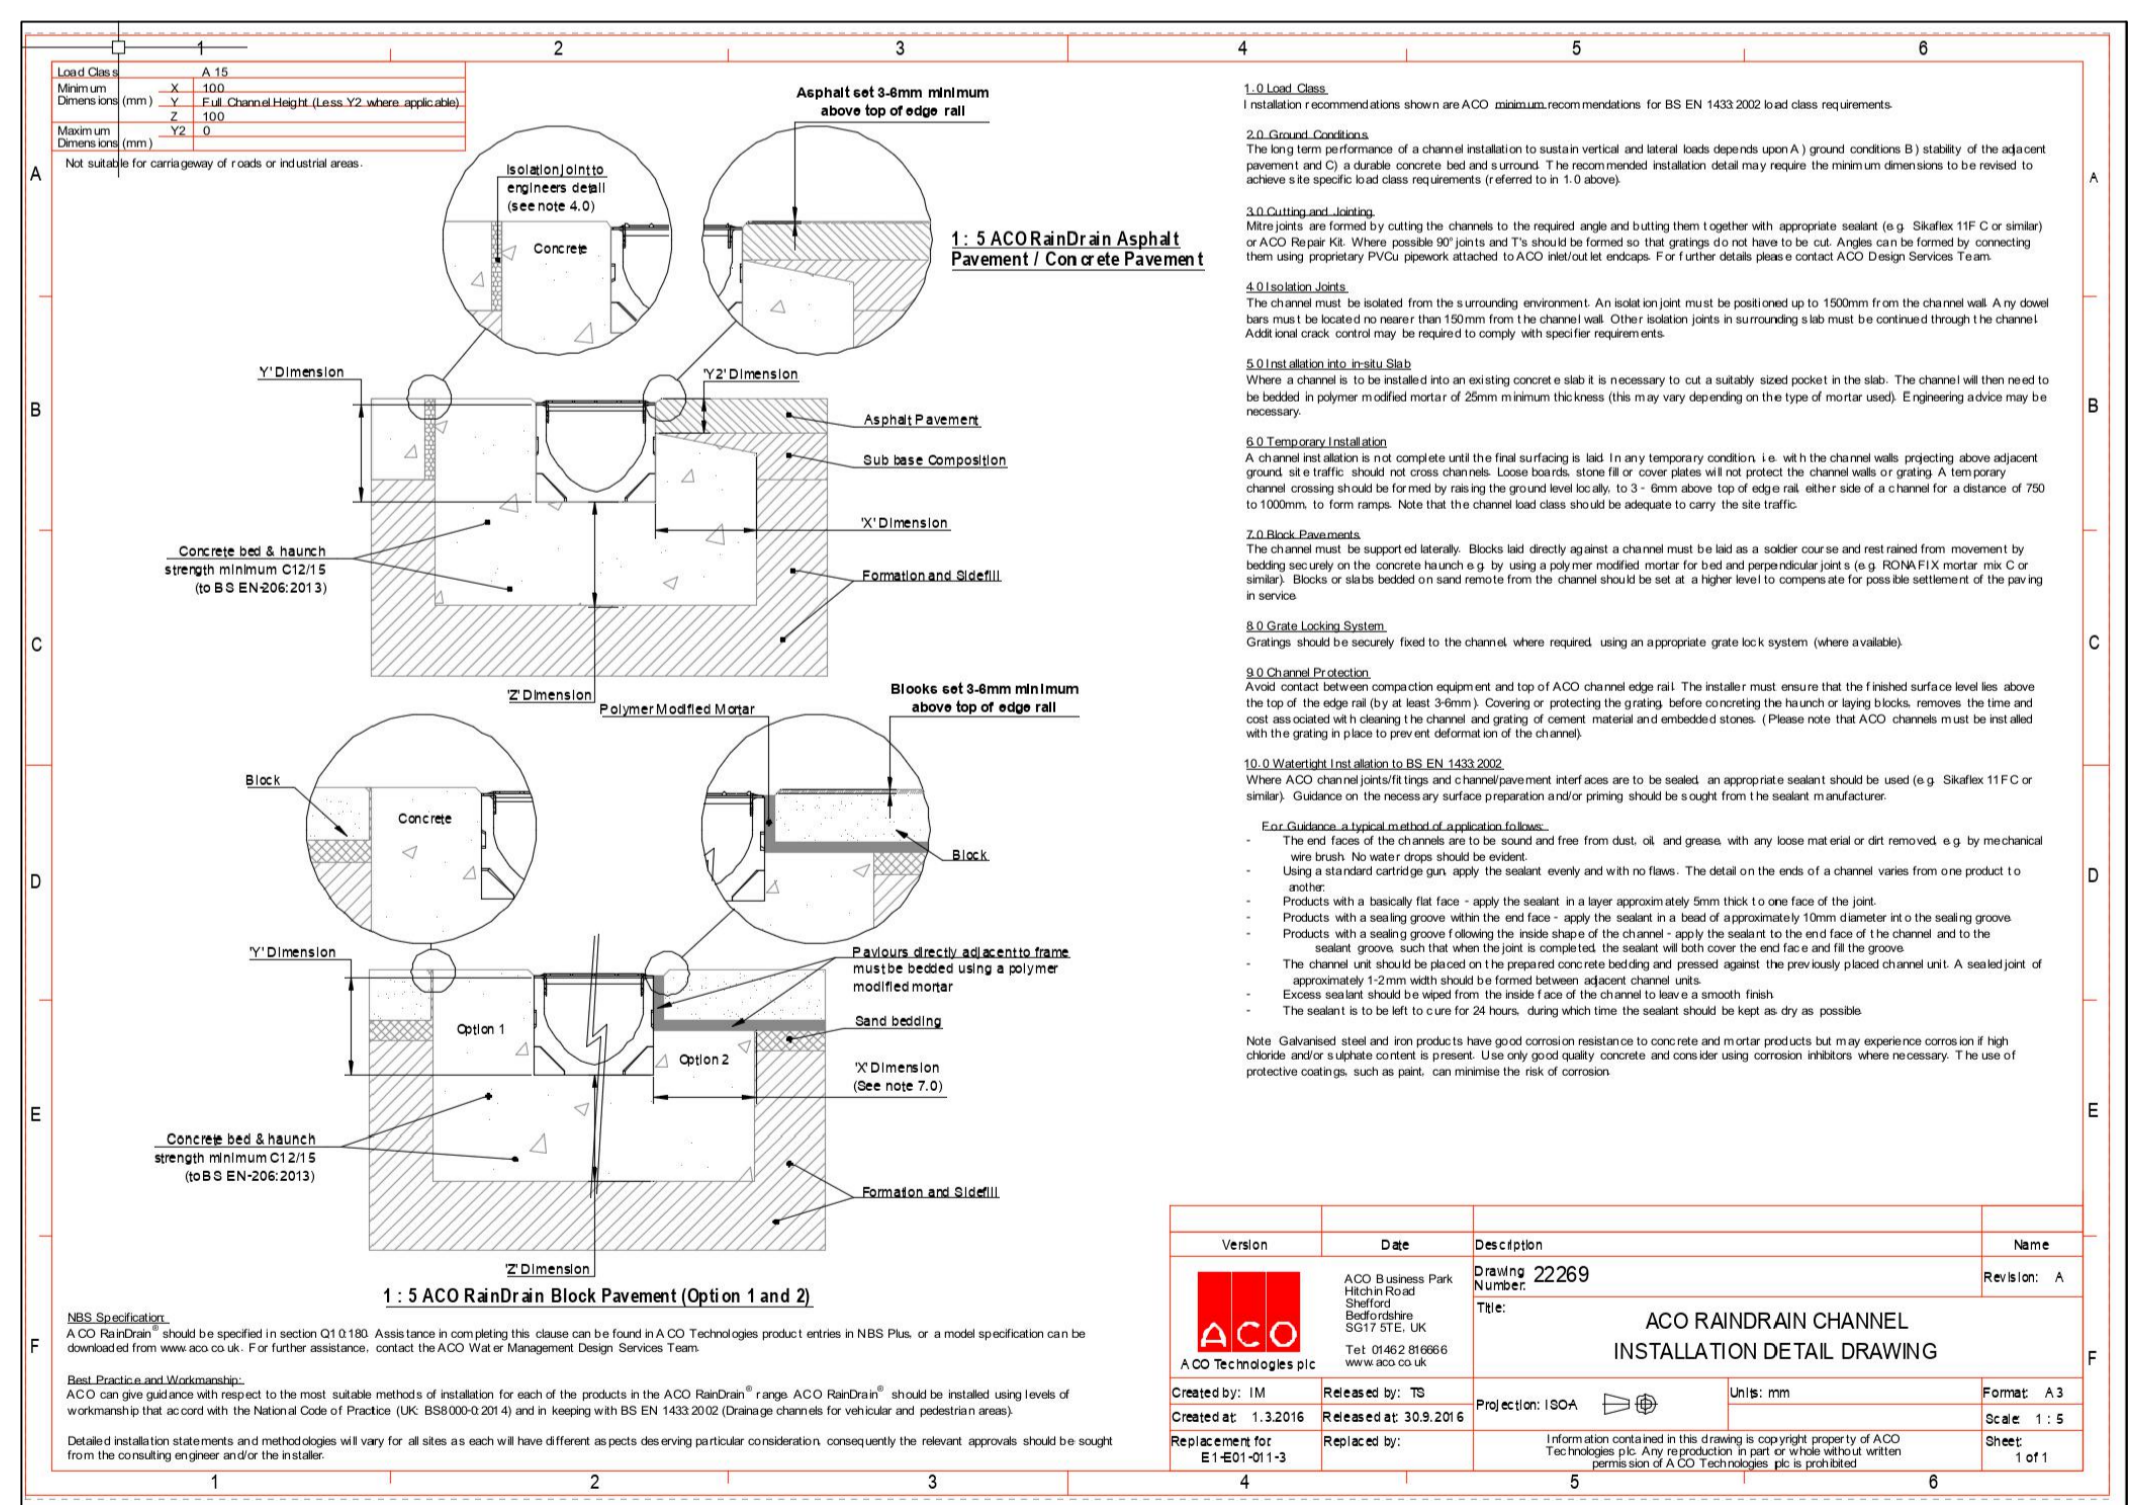 1 2 3 4 5 6
Load Class A 15
Minimum Dimensions (mm) X 100
Y Full Channel Height (Less Y2 where applicable)
Z 100
Maximum Dimensions (mm) Y2 0
Not suitable for carriageway of roads or industrial areas.
A
B
C
D
E
F
Asphalt set 3-6mm minimum
above top of edge rail
Isolation joint to
engineers detail
(see note 4.0)
Concrete
1 : 5 ACO RainDrain Asphalt
Pavement / Concrete Pavement
'Y' Dimension
'Y2' Dimension
Asphalt Pavement
Sub base Composition
'X' Dimension
Concrete bed & haunch
strength minimum C12/15
(to BS EN-206:2013)
Formation and Sidefill
'Z' Dimension
Polymer Modified Mortar
Blocks set 3-6mm minimum
above top of edge rail
Block
Concrete
Block
'Y' Dimension
Paviours directly adjacent to frame
must be bedded using a polymer
modified mortar
Option 1
Sand bedding
Option 2
'X' Dimension
(See note 7.0)
Concrete bed & haunch
strength minimum C12/15
(to BS EN-206:2013)
Formation and Sidefill
'Z' Dimension
1 : 5 ACO RainDrain Block Pavement (Option 1 and 2)
NBS Specification:
ACO RainDrain® should be specified in section Q10:180. Assistance in completing this clause can be found in ACO Technologies product entries in NBS Plus, or a model specification can be
downloaded from www.aco.co.uk. For further assistance, contact the ACO Water Management Design Services Team.
Best Practice and Workmanship:
ACO can give guidance with respect to the most suitable methods of installation for each of the products in the ACO RainDrain® range. ACO RainDrain® should be installed using levels of
workmanship that accord with the National Code of Practice (UK: BS8000-0:2014) and in keeping with BS EN 1433:2002 (Drainage channels for vehicular and pedestrian areas).
Detailed installation statements and methodologies will vary for all sites as each will have different aspects deserving particular consideration, consequently the relevant approvals should be sought
from the consulting engineer and/or the installer.
1.0 Load Class
Installation recommendations shown are ACO minimum recommendations for BS EN 1433:2002 load class requirements.
2.0 Ground Conditions
The long term performance of a channel installation to sustain vertical and lateral loads depends upon A) ground conditions B) stability of the adjacent
pavement and C) a durable concrete bed and surround. The recommended installation detail may require the minimum dimensions to be revised to
achieve site specific load class requirements (referred to in 1.0 above).
3.0 Cutting and Jointing
Mitre joints are formed by cutting the channels to the required angle and butting them together with appropriate sealant (e.g. Sikaflex 11FC or similar)
or ACO Repair Kit. Where possible 90° joints and T's should be formed so that gratings do not have to be cut. Angles can be formed by connecting
them using proprietary PVCu pipework attached to ACO inlet/outlet endcaps. For further details please contact ACO Design Services Team.
4.0 Isolation Joints
The channel must be isolated from the surrounding environment. An isolation joint must be positioned up to 1500mm from the channel wall. Any dowel
bars must be located no nearer than 150mm from the channel wall. Other isolation joints in surrounding slab must be continued through the channel.
Additional crack control may be required to comply with specifier requirements.
5.0 Installation into in-situ Slab
Where a channel is to be installed into an existing concrete slab it is necessary to cut a suitably sized pocket in the slab. The channel will then need to
be bedded in polymer modified mortar of 25mm minimum thickness (this may vary depending on the type of mortar used). Engineering advice may be
necessary.
6.0 Temporary Installation
A channel installation is not complete until the final surfacing is laid. In any temporary condition, i.e. with the channel walls projecting above adjacent
ground, site traffic should not cross channels. Loose boards, stone fill or cover plates will not protect the channel walls or grating. A temporary
channel crossing should be formed by raising the ground level locally, to 3 - 6mm above top of edge rail, either side of a channel for a distance of 750
to 1000mm, to form ramps. Note that the channel load class should be adequate to carry the site traffic.
7.0 Block Pavements
The channel must be supported laterally. Blocks laid directly against a channel must be laid as a soldier course and restrained from movement by
bedding securely on the concrete haunch e.g. by using a polymer modified mortar for bed and perpendicular joints (e.g. RONAFIX mortar mix C or
similar). Blocks or slabs bedded on sand remote from the channel should be set at a higher level to compensate for possible settlement of the paving
in service.
8.0 Grate Locking System
Gratings should be securely fixed to the channel, where required, using an appropriate grate lock system (where available).
9.0 Channel Protection
Avoid contact between compaction equipment and top of ACO channel edge rail. The installer must ensure that the finished surface level lies above
the top of the edge rail (by at least 3-6mm). Covering or protecting the grating, before concreting the haunch or laying blocks, removes the time and
cost associated with cleaning the channel and grating of cement material and embedded stones. (Please note that ACO channels must be installed
with the grating in place to prevent deformation of the channel).
10.0 Watertight Installation to BS EN 1433:2002
Where ACO channel joints/fittings and channel/pavement interfaces are to be sealed, an appropriate sealant should be used (e.g. Sikaflex 11FC or
similar). Guidance on the necessary surface preparation and/or priming should be sought from the sealant manufacturer.
For Guidance a typical method of application follows:
- The end faces of the channels are to be sound and free from dust, oil, and grease, with any loose material or dirt removed, e.g. by mechanical
wire brush. No water drops should be evident.
- Using a standard cartridge gun, apply the sealant evenly and with no flaws. The detail on the ends of a channel varies from one product to
another:
- Products with a basically flat face - apply the sealant in a layer approximately 5mm thick to one face of the joint.
- Products with a sealing groove within the end face - apply the sealant in a bead of approximately 10mm diameter into the sealing groove.
- Products with a sealing groove following the inside shape of the channel - apply the sealant to the end face of the channel and to the
sealant groove, such that when the joint is completed, the sealant will both cover the end face and fill the groove.
- The channel unit should be placed on the prepared concrete bedding and pressed against the previously placed channel unit. A sealed joint of
approximately 1-2mm width should be formed between adjacent channel units.
- Excess sealant should be wiped from the inside face of the channel to leave a smooth finish.
- The sealant is to be left to cure for 24 hours, during which time the sealant should be kept as dry as possible.
Note Galvanised steel and iron products have good corrosion resistance to concrete and mortar products but may experience corrosion if high
chloride and/or sulphate content is present. Use only good quality concrete and consider using corrosion inhibitors where necessary. The use of
protective coatings, such as paint, can minimise the risk of corrosion.
Version Date Description Name
ACO
ACO Technologies plc
ACO Business Park
Hitchin Road
Shefford
Bedfordshire
SG17 5TE, UK
Tel: 01462 816666
www.aco.co.uk
Drawing Number: 22269
Revision: A
Title:
ACO RAINDRAIN CHANNEL
INSTALLATION DETAIL DRAWING
Created by: IM Released by: TS
Projection: ISO-A Units: mm Format: A3
Created at: 1.3.2016 Released at: 30.9.2016
Scale: 1 : 5
Replacement for: E1-E01-011-3
Replaced by:
Information contained in this drawing is copyright property of ACO
Technologies plc. Any reproduction in part or whole without written
permission of ACO Technologies plc is prohibited
Sheet: 1 of 1
A
B
C
D
E
F
1 2 3 4 5 6